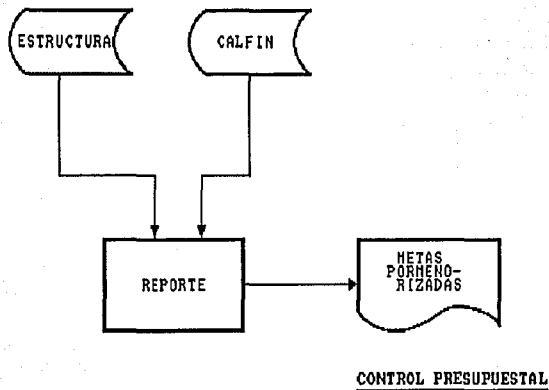 ESTRUCTURA
CALFIN
REPORTE
METAS
PORMENO-
RIZADAS
CONTROL PRESUPUESTAL